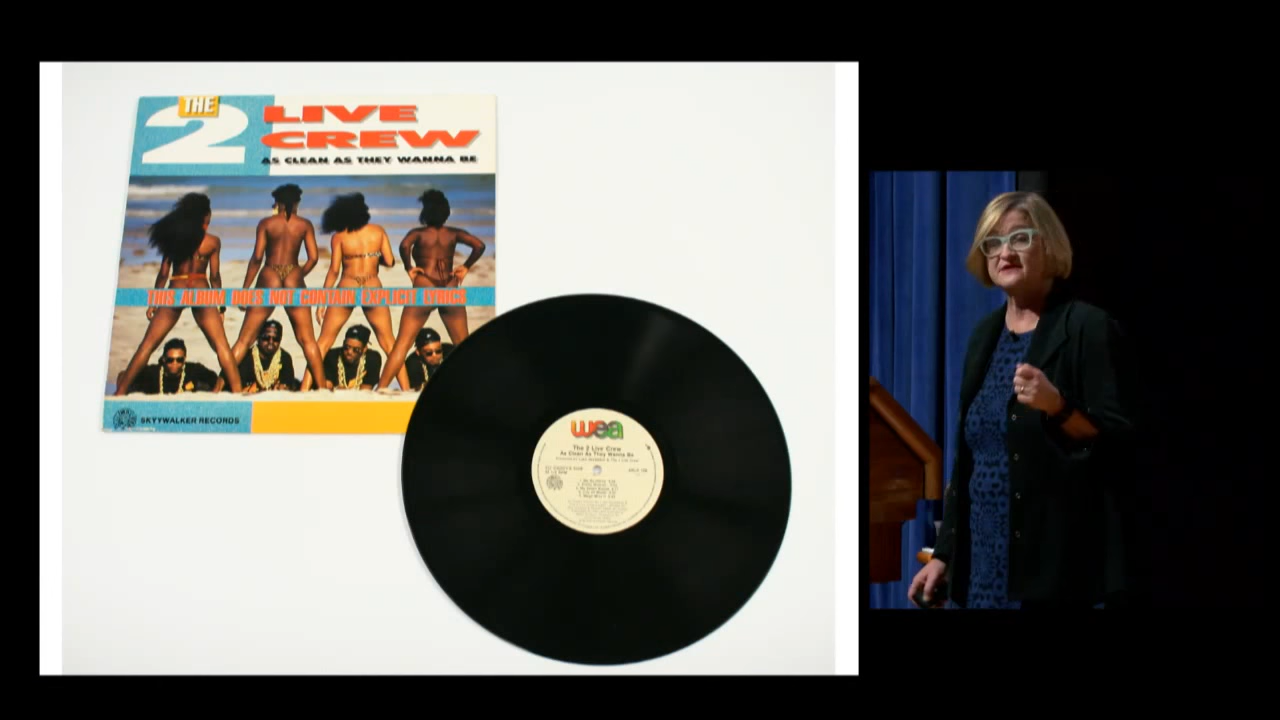 THE
2
LIVE
CREW
AS CLEAN AS THEY WANNA BE
THIS ALBUM DOES NOT CONTAIN EXPLICIT LYRICS
SKYYWALKER RECORDS
wea
The 2 Live Crew
As Clean As They Wanna Be